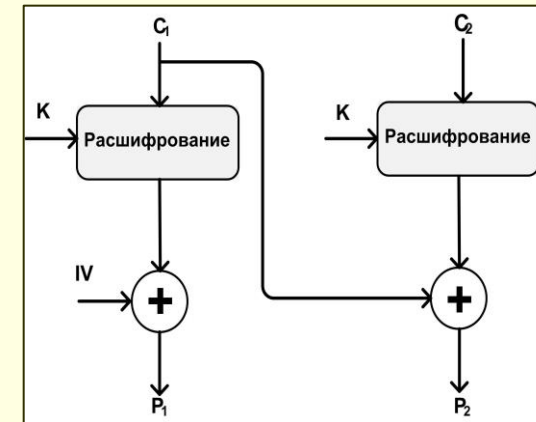 C₁ C₂
K K
Расшифрование Расшифрование
IV
P₁ P₂